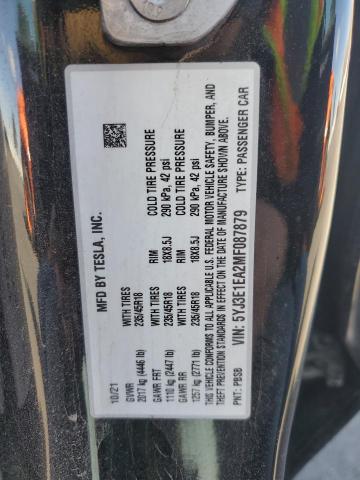 MFD BY TESLA, INC.
10/21
GVWR WITH TIRES RIM COLD TIRE PRESSURE
2017 kg (4446 lb) 235/45R18 18X8.5J 290 kPa, 42 psi
GAWR FRT WITH TIRES RIM COLD TIRE PRESSURE
1110 kg (2447 lb) 235/45R18 18X8.5J 290 kPa, 42 psi
GAWR RR
1257 kg (2771 lb)
THIS VEHICLE CONFORMS TO ALL APPLICABLE U.S. FEDERAL MOTOR VEHICLE SAFETY, BUMPER, AND
THEFT PREVENTION STANDARDS IN EFFECT ON THE DATE OF MANUFACTURE SHOWN ABOVE.
VIN: 5YJ3E1EA2MF087879 TYPE: PASSENGER CAR
PNT: PBSB